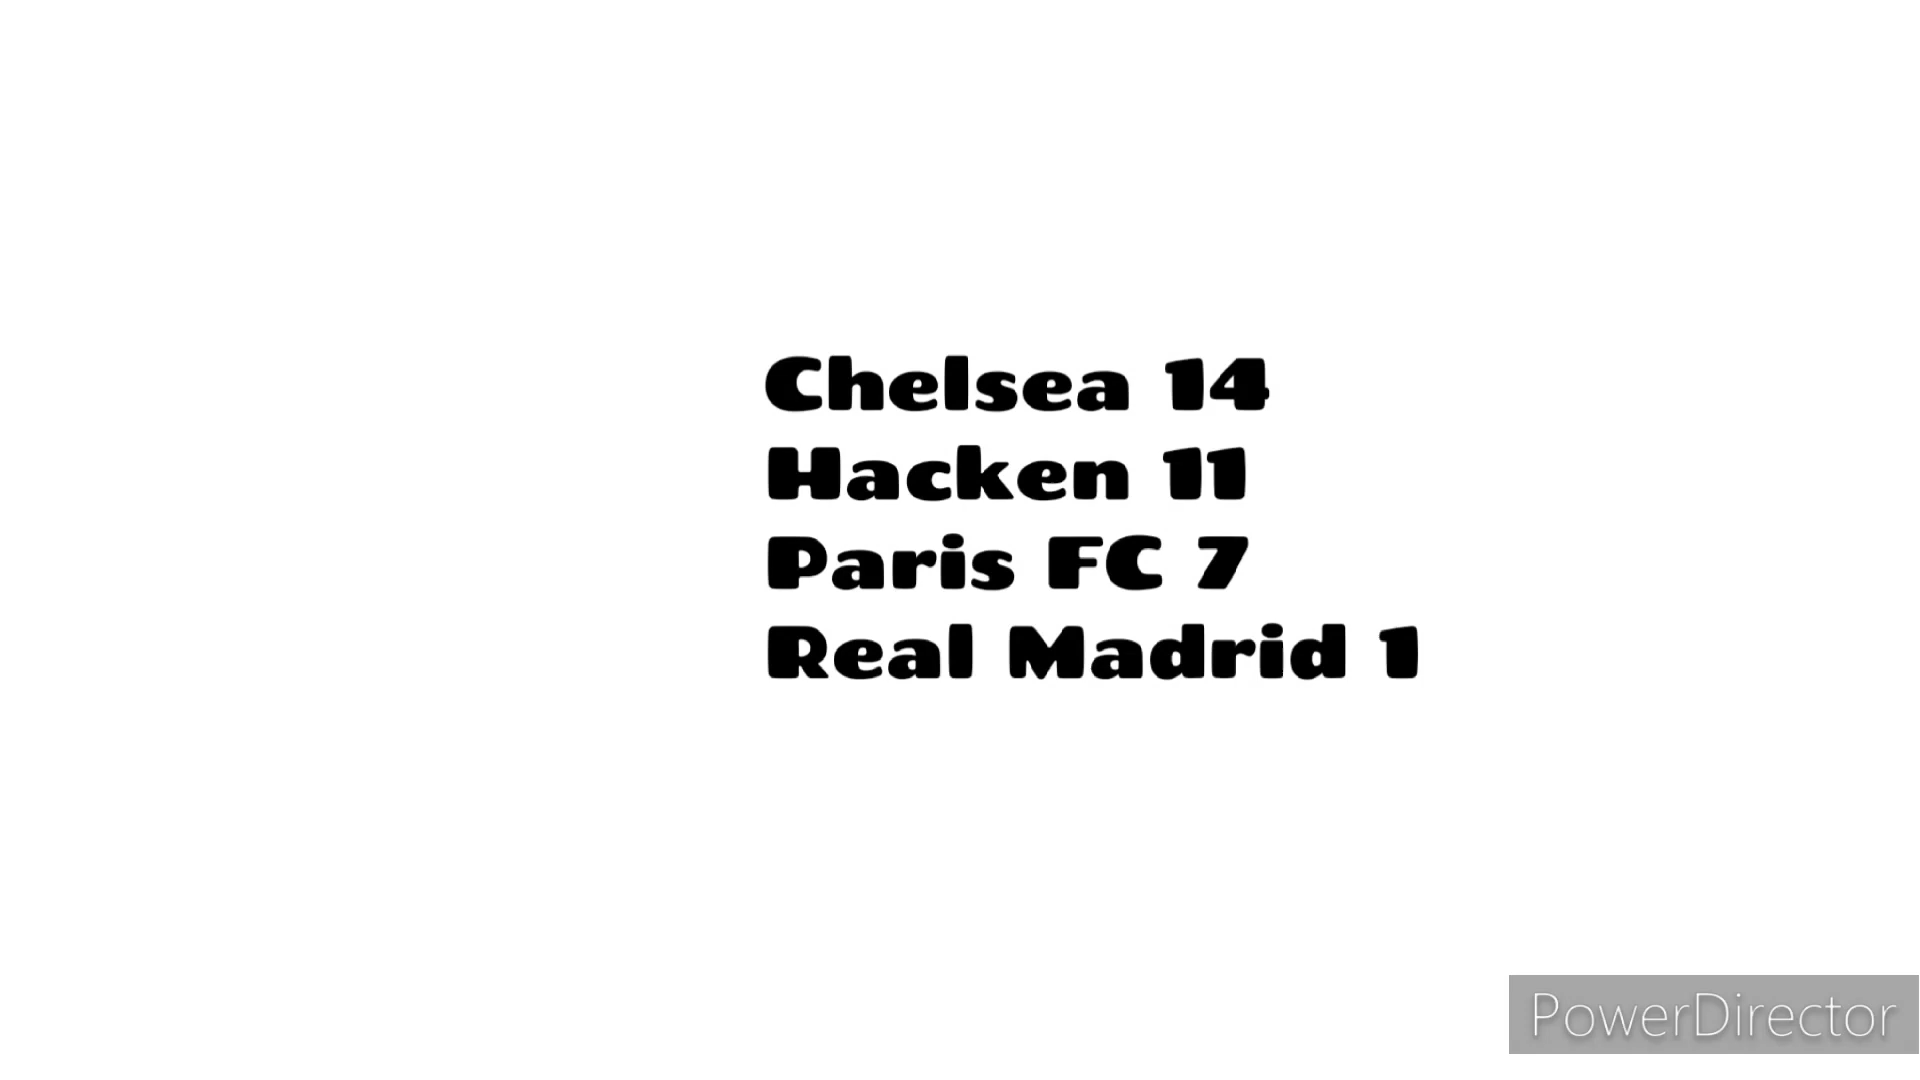 Chelsea 14
Hacken 11
Paris FC 7
Real Madrid 1
PowerDirector